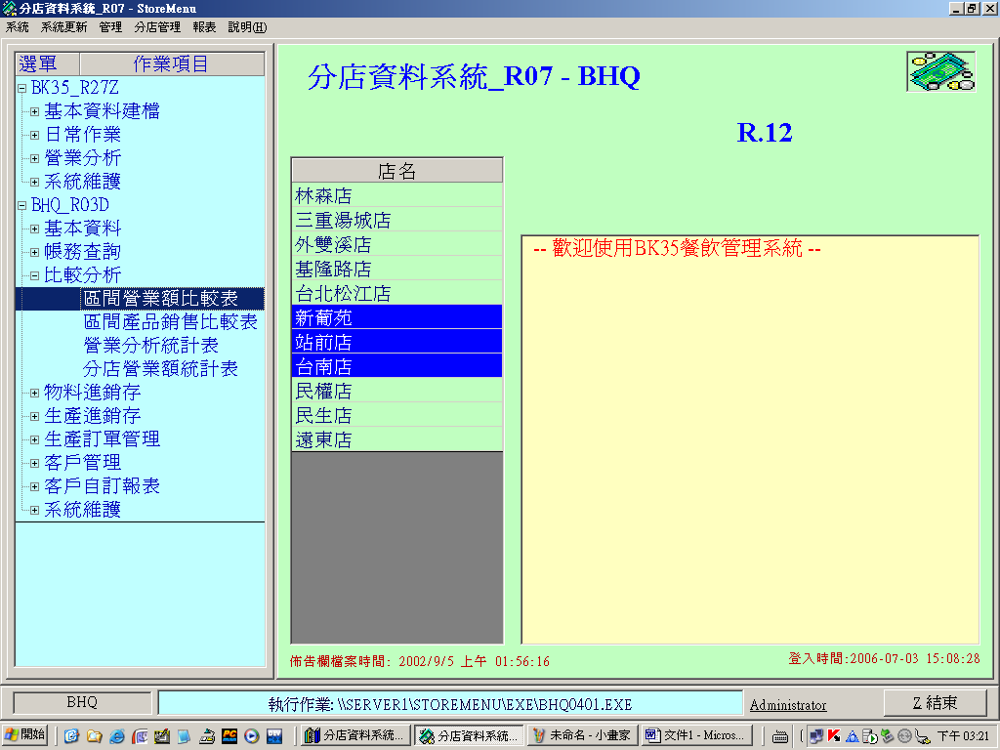 分店資料系統_R07 - StoreMenu
系統 系統更新 管理 分店管理 報表 說明(H)
選單 作業項目
BK35_R27Z
基本資料建檔
日常作業
營業分析
系統維護
BHQ_R03D
基本資料
帳務查詢
比較分析
區間營業額比較表
區間產品銷售比較表
營業分析統計表
分店營業額統計表
物料進銷存
生產進銷存
生產訂單管理
客戶管理
客戶自訂報表
系統維護
分店資料系統_R07 - BHQ
R.12
店名
林森店
三重湯城店
外雙溪店
基隆路店
台北松江店
新葡苑
站前店
台南店
民權店
民生店
遠東店
-- 歡迎使用BK35餐飲管理系統 --
佈告欄檔案時間: 2002/9/5 上午 01:56:16
登入時間:2006-07-03 15:08:28
BHQ
執行作業: \\SERVER1\STOREMENU\EXE\BHQ0401.EXE
Administrator
Z 結束
開始
分店資料系統...
分店資料系統...
未命名 - 小畫家
文件1 - Micros...
下午 03:21